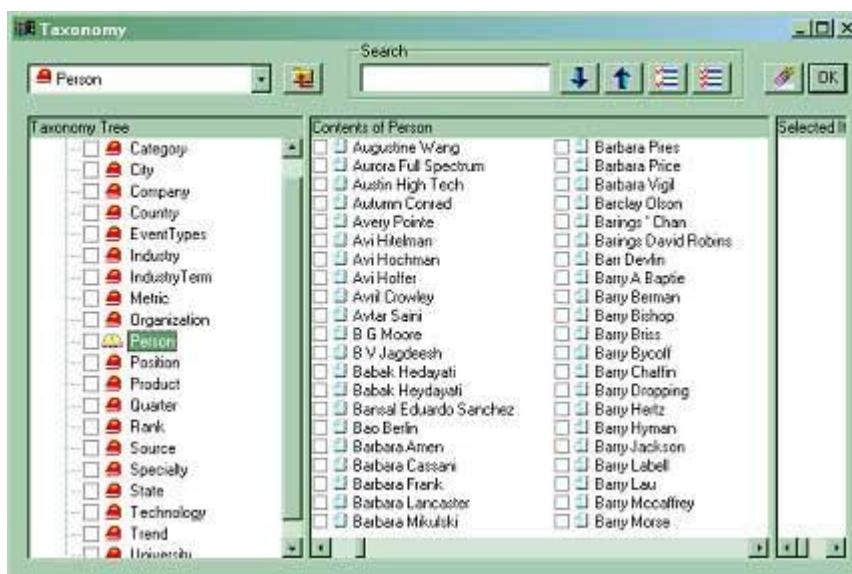 Taxonomy
Search
Person
OK
Taxonomy Tree
Category
City
Company
Country
EventTypes
Industry
IndustryTerm
Metric
Organization
Person
Position
Product
Quarter
Rank
Source
Specialty
State
Technology
Trend
University
Contents of Person
Augustine Wang
Aurora Full Spectrum
Austin High Tech
Autumn Conrad
Avery Pointe
Avi Hitelman
Avi Hochman
Avi Hoffer
Avril Crowley
Avtar Saini
B G Moore
B V Jagdeesh
Babak Hedayati
Babak Heydayati
Bansal Eduardo Sanchez
Bao Berlin
Barbara Amen
Barbara Cassani
Barbara Frank
Barbara Lancaster
Barbara Mikulski
Barbara Pires
Barbara Price
Barbara Vigil
Barclay Olson
Barings " Chan
Barings David Robins
Barr Devlin
Barry A Baptie
Barry Berman
Barry Bishop
Barry Briss
Barry Bycoff
Barry Chaffin
Barry Dropping
Barry Hertz
Barry Hyman
Barry Jackson
Barry Labell
Barry Lau
Barry Mccaffrey
Barry Morse
Selected It